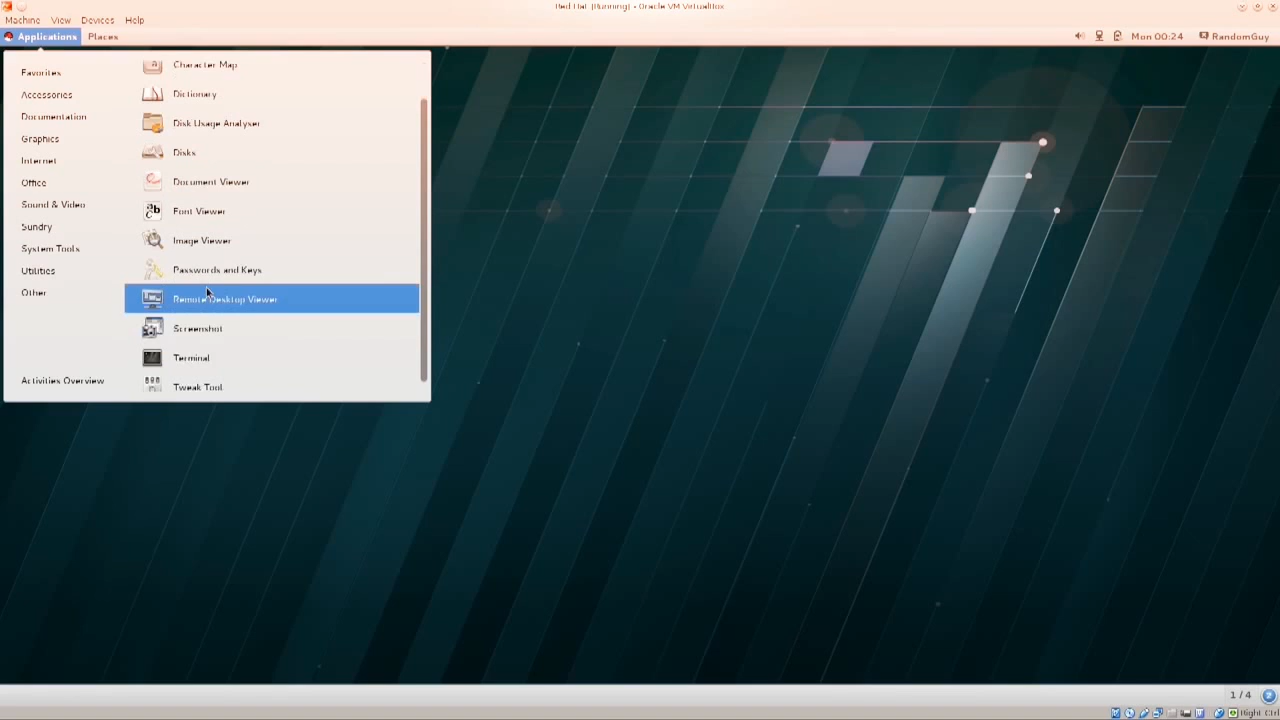 Red Hat [Running] - Oracle VM VirtualBox
Machine View Devices Help
Applications Places
Mon 00:24 RandomGuy
Favorites
Accessories
Documentation
Graphics
Internet
Office
Sound & Video
Sundry
System Tools
Utilities
Other
Activities Overview
Character Map
Dictionary
Disk Usage Analyser
Disks
Document Viewer
Font Viewer
Image Viewer
Passwords and Keys
Remote Desktop Viewer
Screenshot
Terminal
Tweak Tool
1 / 4
Right Ctrl